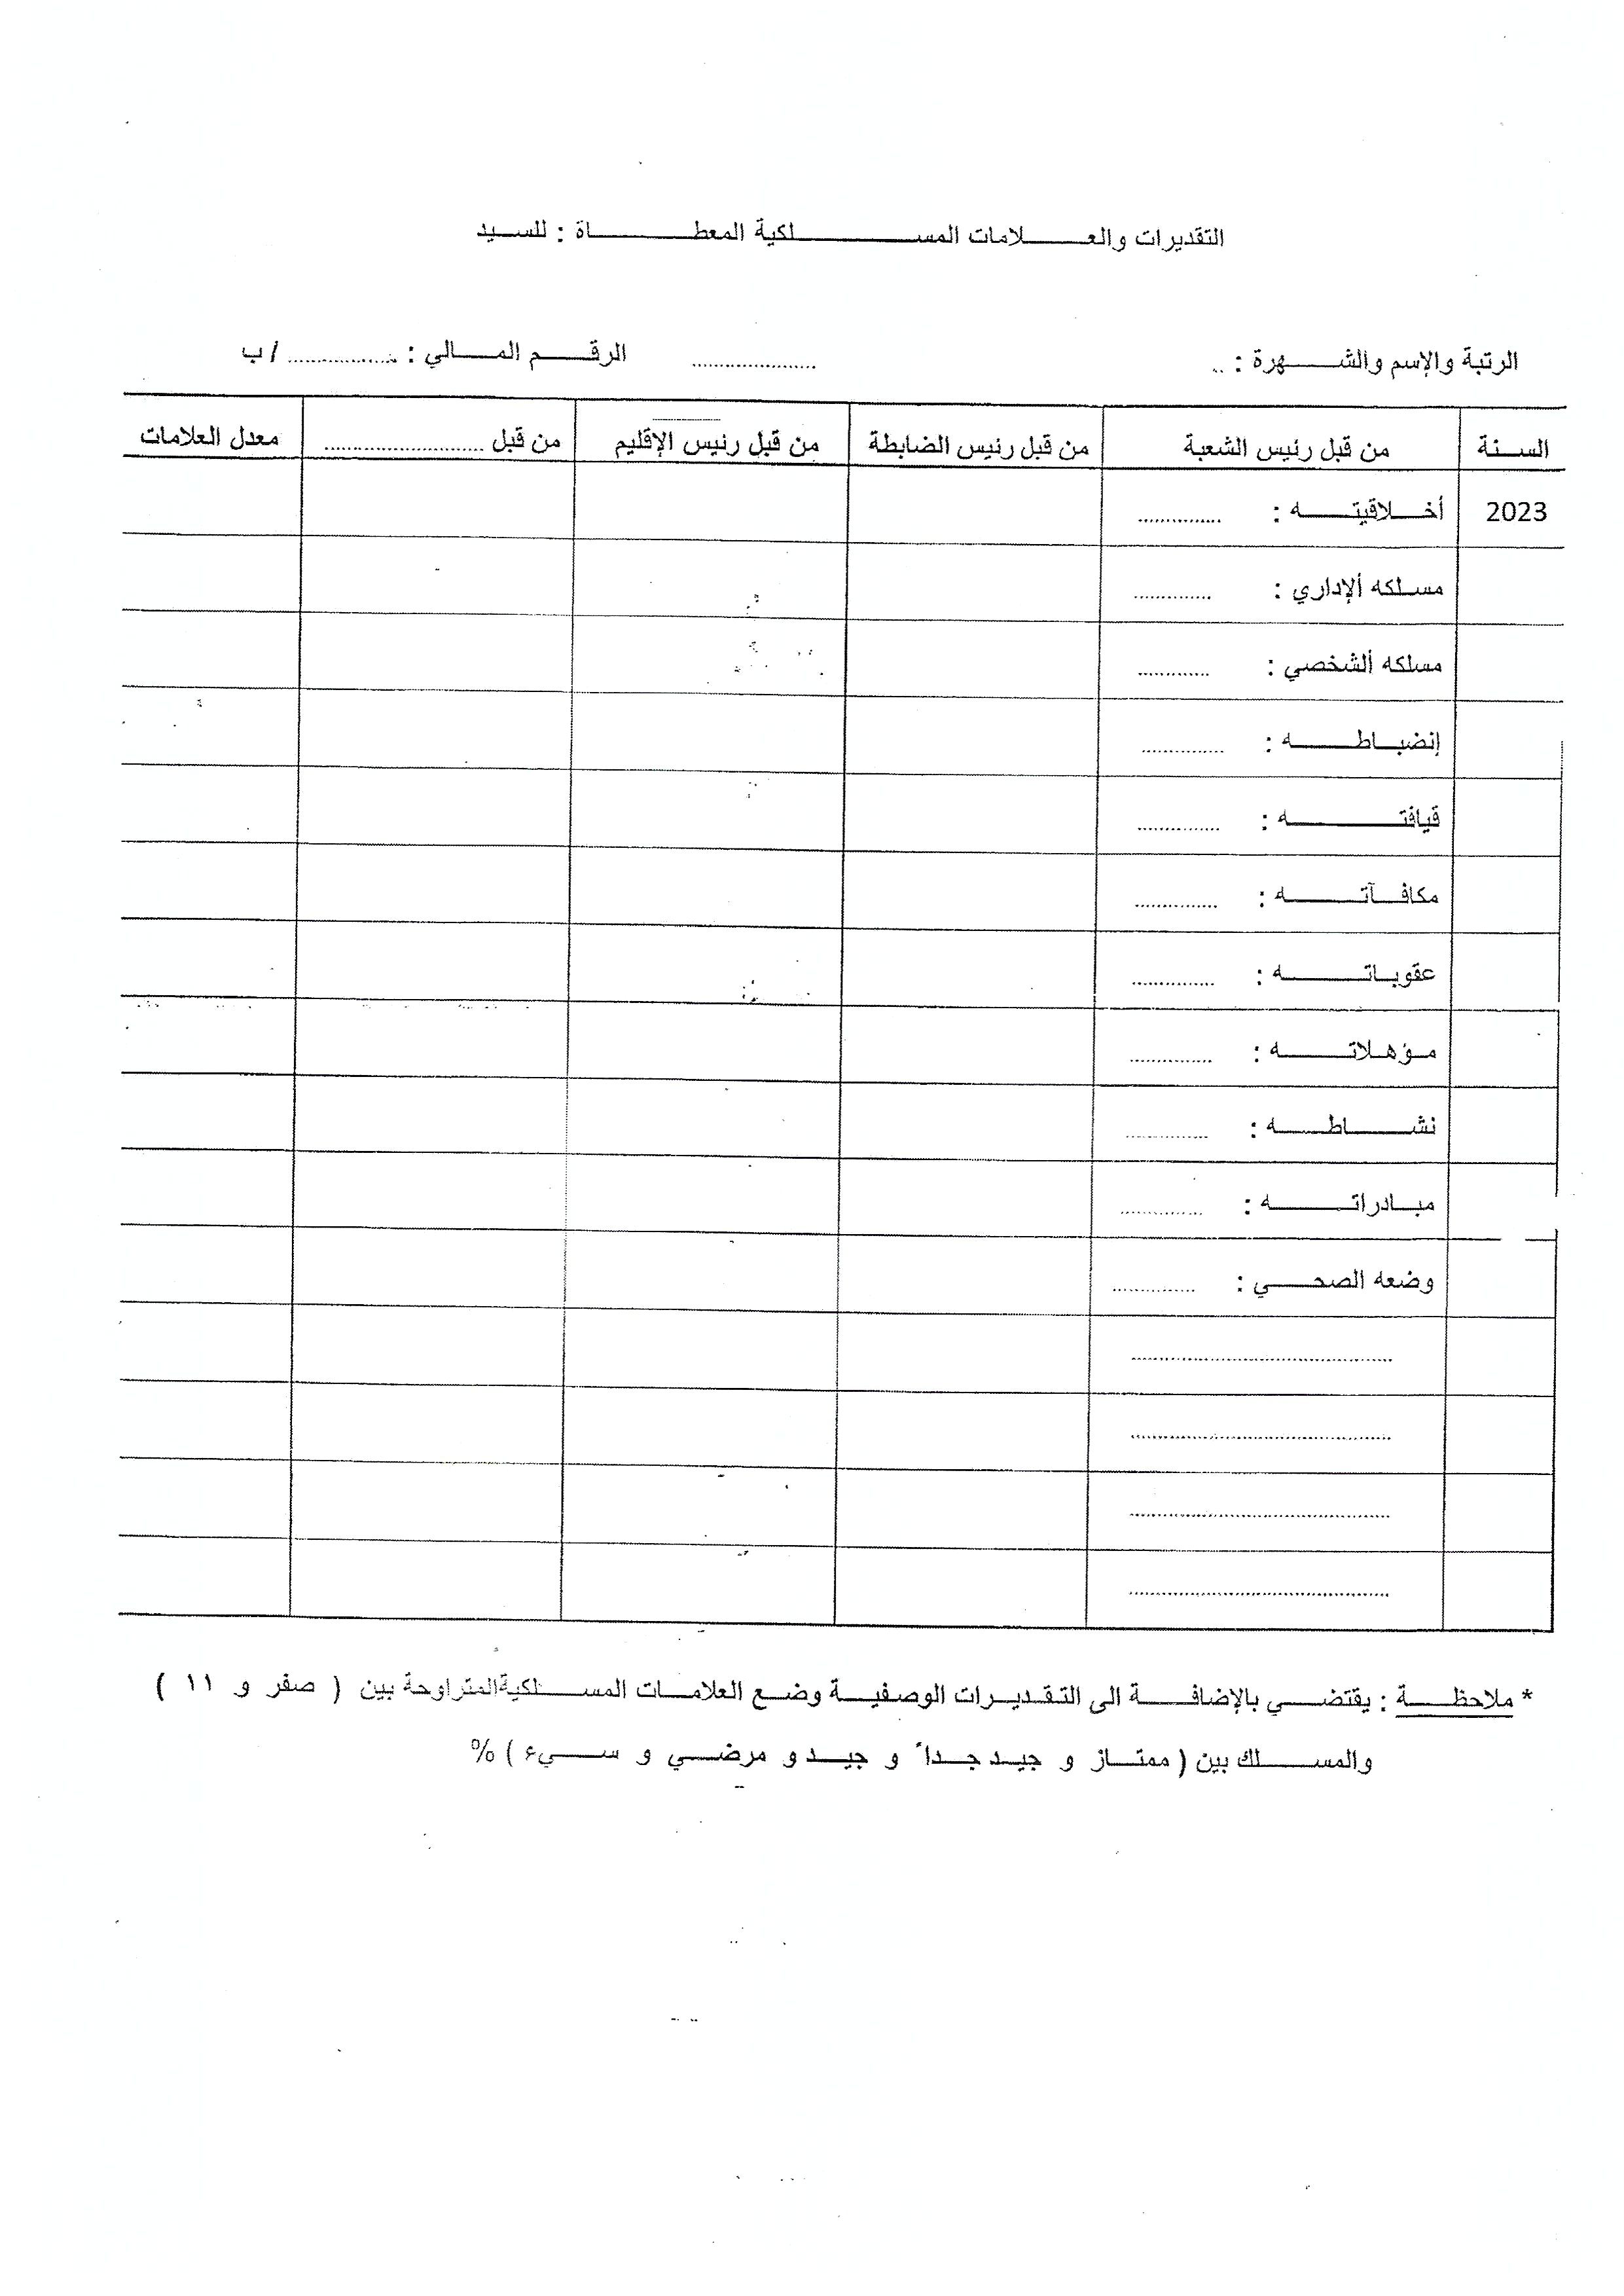 التقديرات والعلامات المسلكية المعطاة : للسيد
الرتبة والإسم والشهرة : .. ..................... الرقم المالي : .................. / ب
السنة من قبل رئيس الشعبة من قبل رئيس الضابطة من قبل رئيس الإقليم من قبل ........................... معدل العلامات
2023 أخلاقيته : ..............
مسلكه ألإداري : .............
مسلكه ألشخصي : ............
إنضباطه : ..............
قيافته : ..............
مكافآته : ..............
عقوباته : ..............
مؤهلاته : ..............
نشاطه : ..............
مبادراته : ..............
وضعه الصحي : ..............
.............................................
.............................................
.............................................
.............................................
* ملاحظة : يقتضي بالإضافة الى التقديرات الوصفية وضع العلامات المسلكية المتراوحة بين ( صفر و ١١ )
والمسلك بين ( ممتاز و جيد جداً و جيد و مرضي و سيء ) %